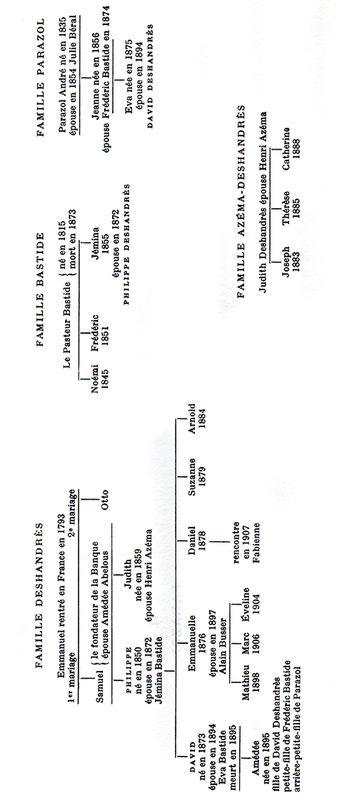 FAMILLE DESHANDRÈS
Emmanuel rentré en France en 1793
1er mariage 2e mariage
Samuel { le fondateur de la Banque
épouse Amédée Abelous
Otto
PHILIPPE
né en 1850
épouse en 1872
Jémina Bastide
Judith
née en 1859
épouse Henri Azéma
DAVID
né en 1873
épouse en 1894
Eva Bastide
meurt en 1895
Emmanuelle
1876
épouse en 1897
Alain Busser
Daniel
1878
Suzanne
1879
Arnold
1884
rencontre
en 1907
Fabienne
Amédée
née en 1895
fille de David Deshandrés
petite-fille de Frédéric Bastide
arrière-petite-fille de Parazol
Mathieu Marc Éveline
1898 1906 1904
FAMILLE BASTIDE
Le Pasteur Bastide { né en 1815
mort en 1873
Noémi Frédéric Jémina
1845 1851 1855
épouse en 1872
PHILIPPE DESHANDRÉS
FAMILLE PARAZOL
Parazol André né en 1835
épouse en 1854 Julie Béral
Jeanne née en 1856
épouse Frédéric Bastide en 1874
Eva née en 1875
épouse en 1894
DAVID DESHANDRÉS
FAMILLE AZÉMA-DESHANDRÈS
Judith Deshandrés épouse Henri Azéma
Joseph Thérèse Catherine
1883 1885 1888